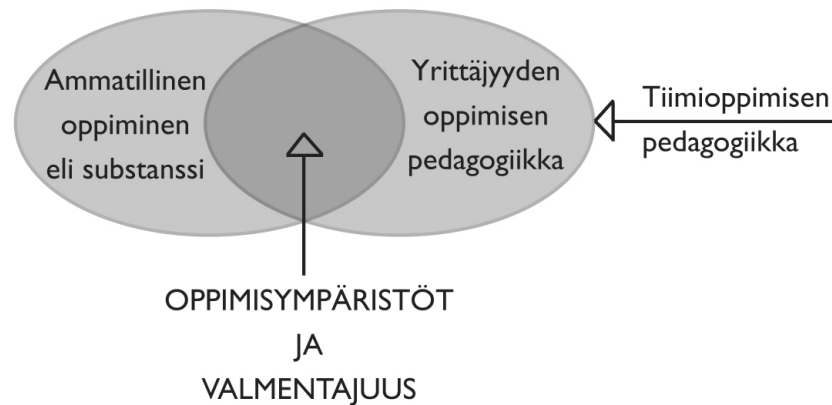 Ammatillinen
oppiminen
eli substanssi
Yrittäjyyden
oppimisen
pedagogiikka
Tiimioppimisen
pedagogiikka
OPPIMISYMPÄRISTÖT
JA
VALMENTAJUUS